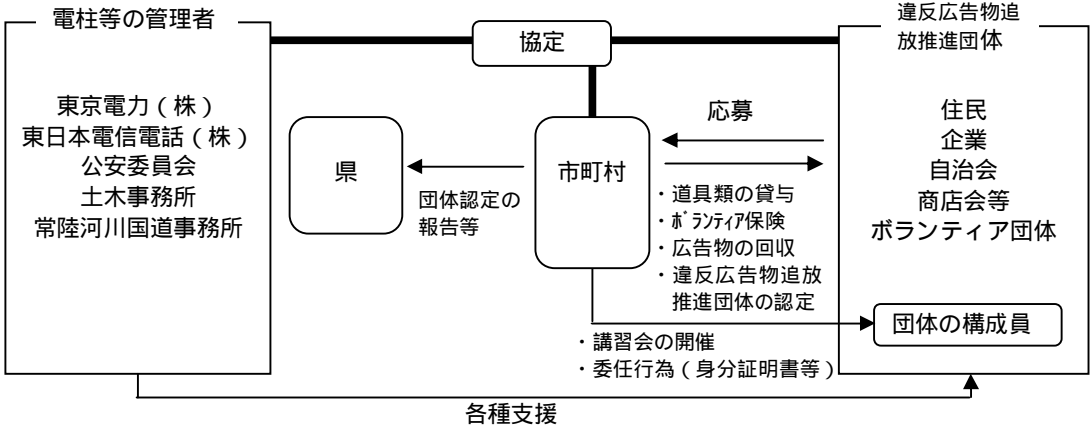 電柱等の管理者
東京電力（株）
東日本電信電話（株）
公安委員会
土木事務所
常陸河川国道事務所
協定
県
団体認定の
報告等
市町村
応募
・道具類の貸与
・ﾎﾞﾗﾝﾃｨｱ保険
・広告物の回収
・違反広告物追放
推進団体の認定
違反広告物追
放推進団体
住民
企業
自治会
商店会等
ボランティア団体
団体の構成員
・講習会の開催
・委任行為（身分証明書等）
各種支援